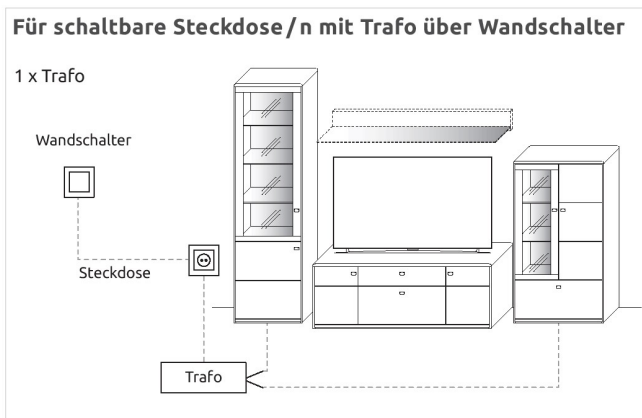 Für schaltbare Steckdose/n mit Trafo über Wandschalter
1 x Trafo
Wandschalter
Steckdose
Trafo